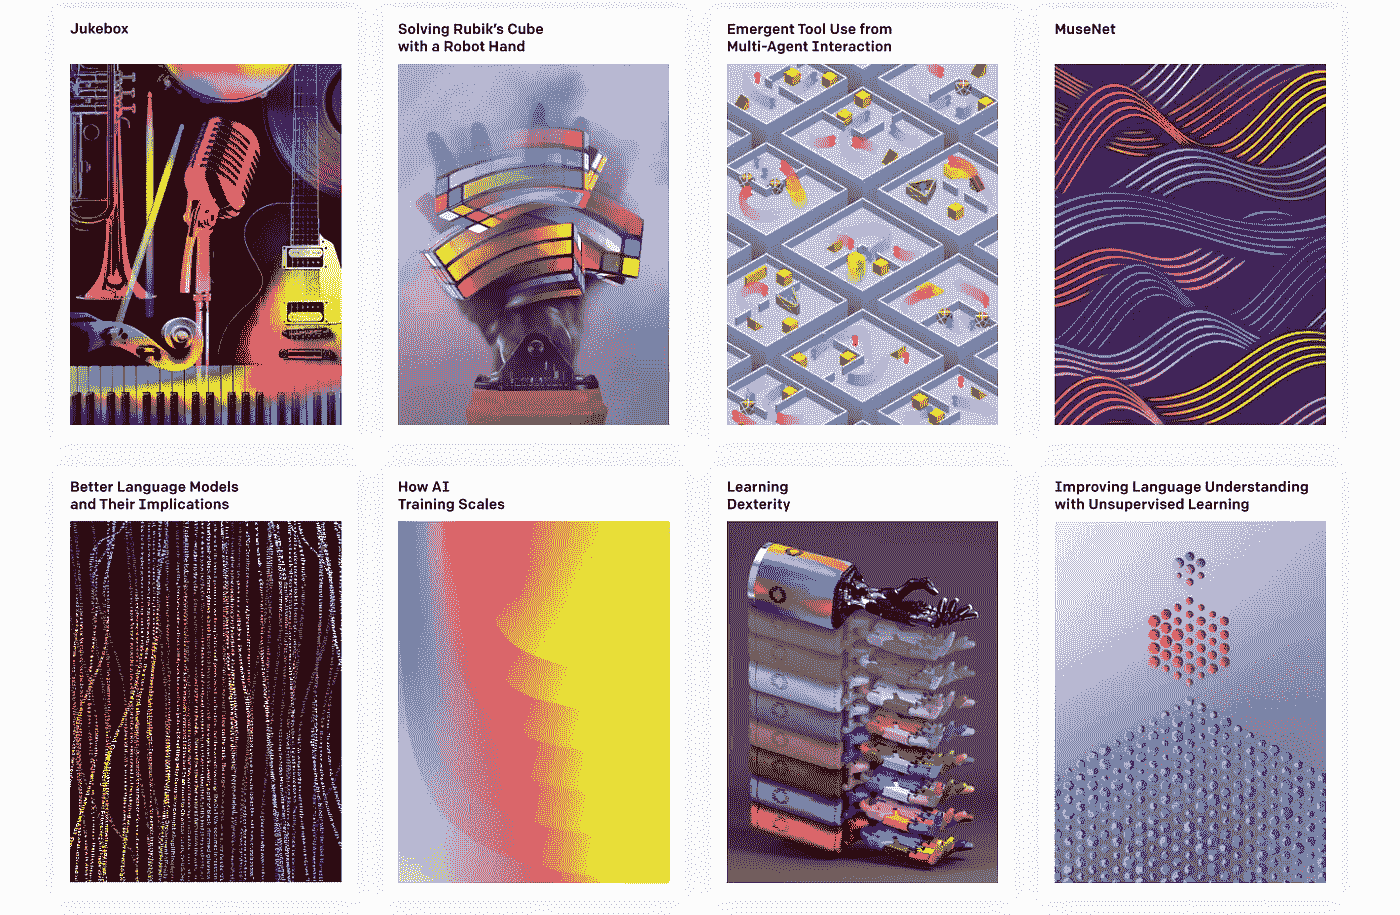 Jukebox
Solving Rubik's Cube
with a Robot Hand
Emergent Tool Use from
Multi-Agent Interaction
MuseNet
Better Language Models
and Their Implications
How AI
Training Scales
Learning
Dexterity
Improving Language Understanding
with Unsupervised Learning